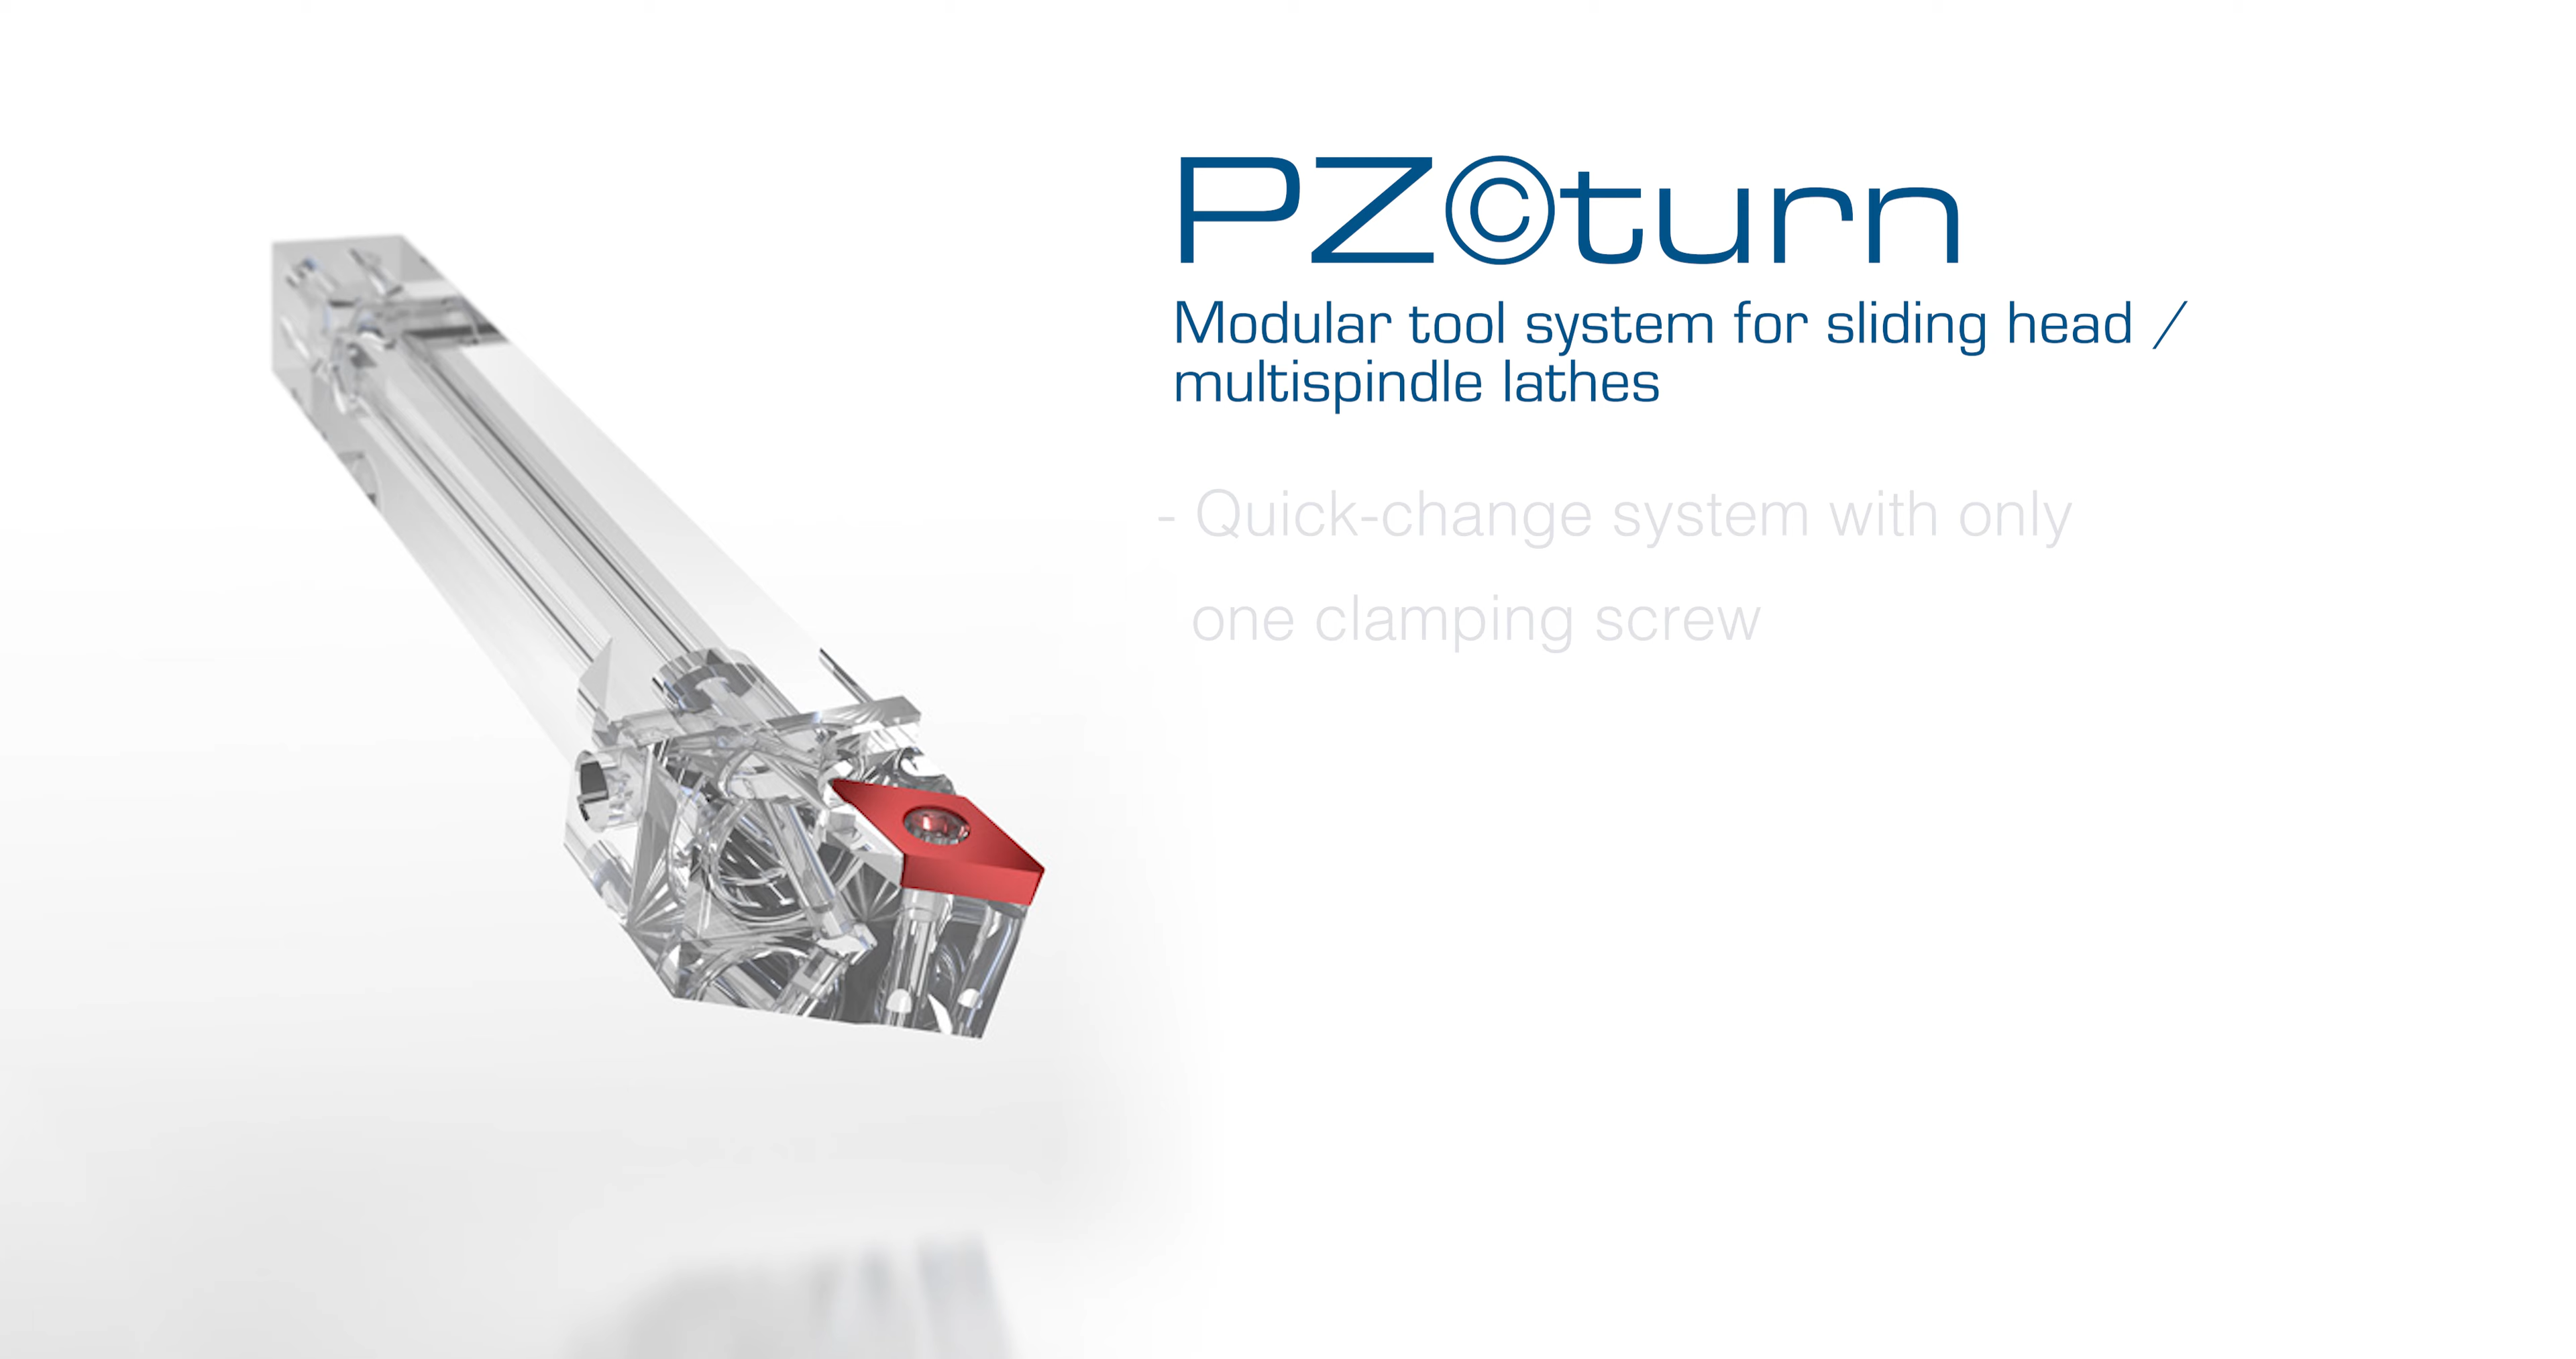 PZ©turn
Modular tool system for sliding head /
multispindle lathes
- Quick-change system with only
one clamping screw